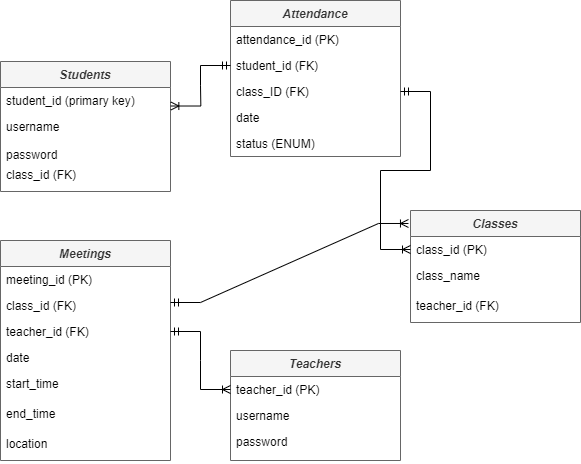 Attendance
attendance_id (PK)
student_id (FK)
class_ID (FK)
date
status (ENUM)
Students
student_id (primary key)
username
password
class_id (FK)
Classes
class_id (PK)
class_name
teacher_id (FK)
Meetings
meeting_id (PK)
class_id (FK)
teacher_id (FK)
date
start_time
end_time
location
Teachers
teacher_id (PK)
username
password